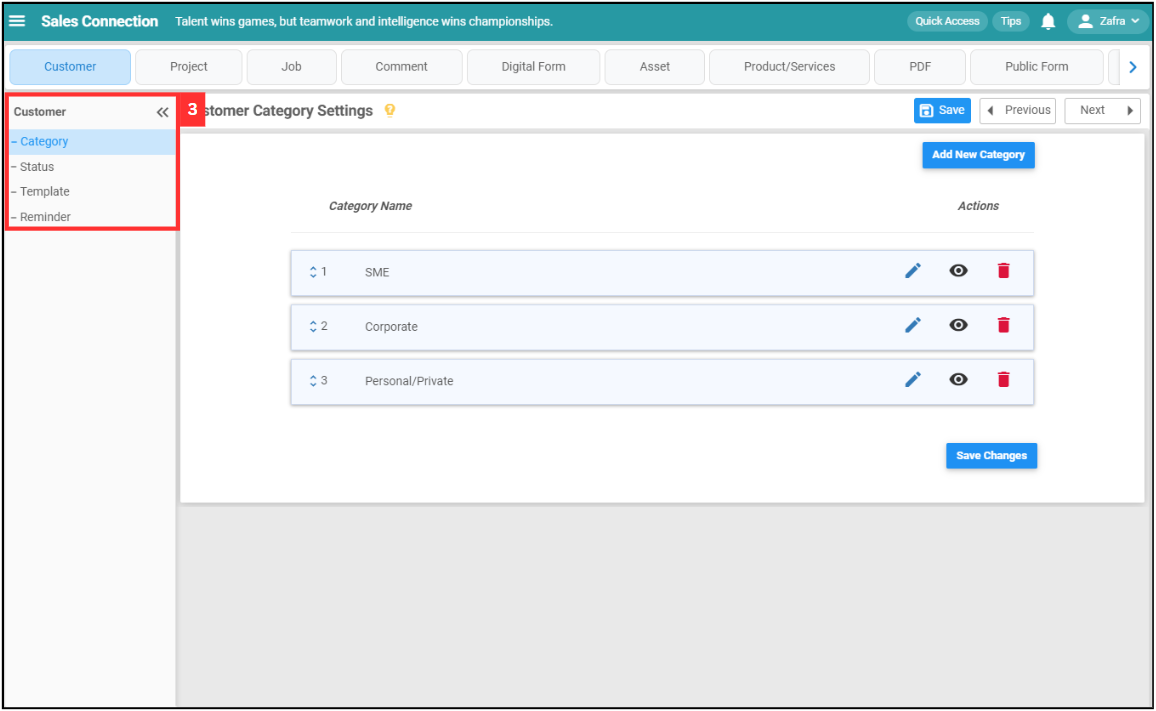 Sales Connection Talent wins games, but teamwork and intelligence wins championships. Quick Access Tips Zafra
Customer Project Job Comment Digital Form Asset Product/Services PDF Public Form
Customer 3 stomer Category Settings Save Previous Next
– Category
– Status
– Template
– Reminder
Add New Category
Category Name Actions
1 SME
2 Corporate
3 Personal/Private
Save Changes